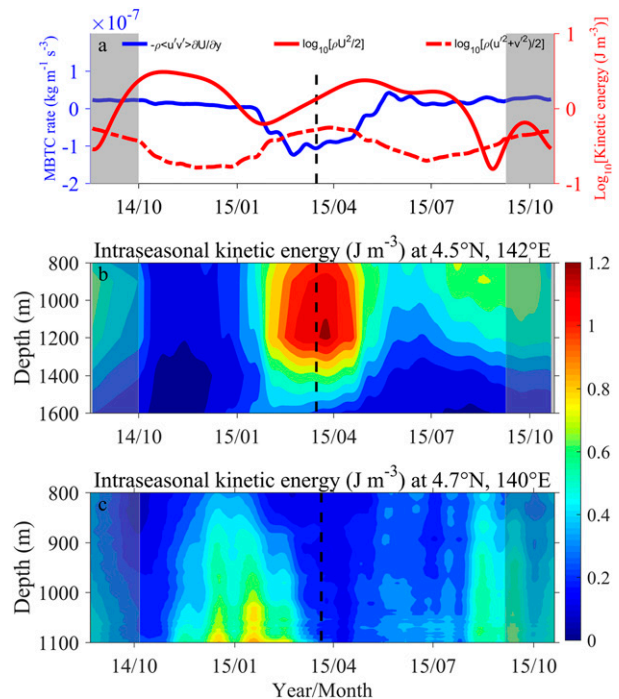 ×10⁻⁷
a
-ρ<u'v'>∂U/∂y
log₁₀[ρU²/2]
log₁₀[ρ(u'²+v'²)/2]
MBTC rate (kg m⁻¹ s⁻³)
1
0
-1
-2
1
0
-1
Log₁₀[Kinetic energy (J m⁻³)]
14/10 15/01 15/04 15/07 15/10
Intraseasonal kinetic energy (J m⁻³) at 4.5°N, 142°E
b
Depth (m)
800
1000
1200
1400
1600
14/10 15/01 15/04 15/07 15/10
Intraseasonal kinetic energy (J m⁻³) at 4.7°N, 140°E
c
Depth (m)
800
900
1000
1100
14/10 15/01 15/04 15/07 15/10
Year/Month
1.2
1
0.8
0.6
0.4
0.2
0